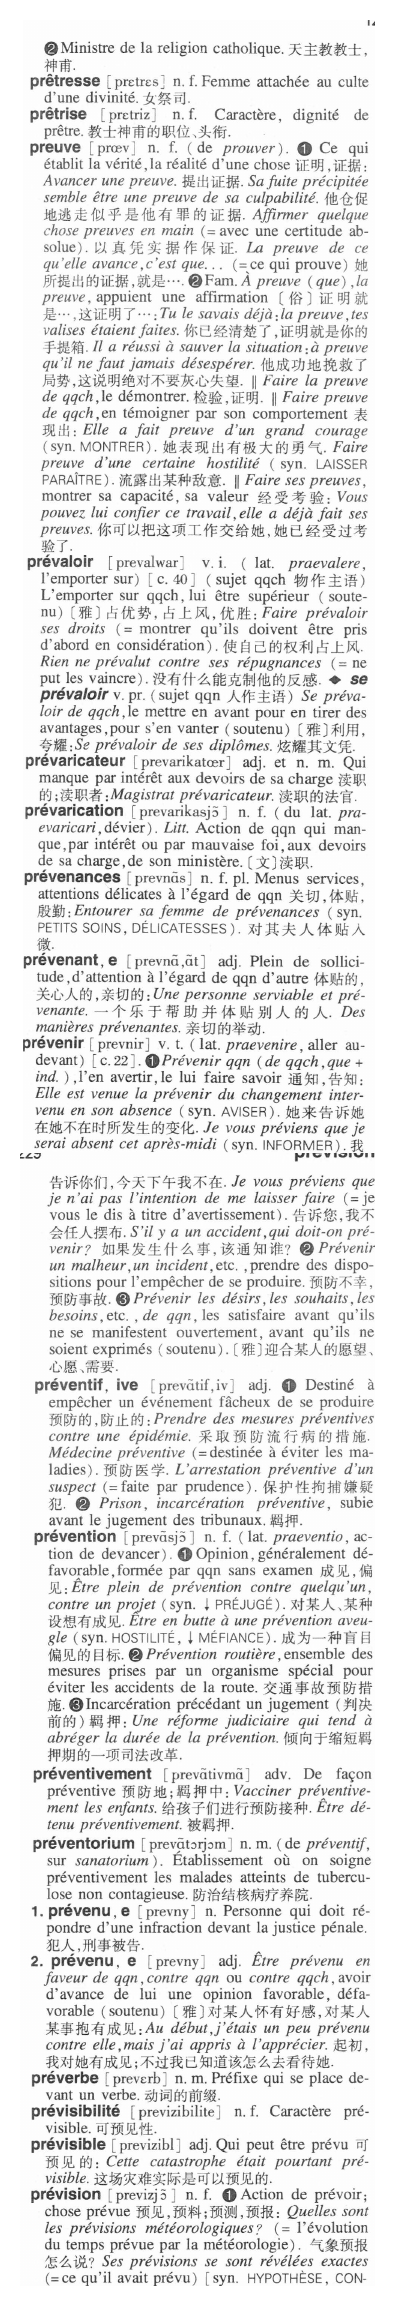 ❷ Ministre de la religion catholique. 天主教教士,
神甫.
prêtresse [prɛtrɛs] n. f. Femme attachée au culte
d'une divinité. 女祭司.
prêtrise [pretriz] n. f. Caractère, dignité de
prêtre. 教士神甫的职位、头衔.
preuve [prœv] n. f. (de prouver). ❶ Ce qui
établit la vérité,la réalité d'une chose 证明,证据:
Avancer une preuve. 提出证据. Sa fuite précipitée
semble être une preuve de sa culpabilité. 他仓促
地逃走似乎是他有罪的证据. Affirmer quelque
chose preuves en main (=avec une certitude ab-
solue). 以真凭实据作保证. La preuve de ce
qu'elle avance,c'est que... (=ce qui prouve) 她
所提出的证据,就是…. ❷ Fam. À preuve (que),la
preuve, appuient une affirmation [俗] 证明就
是…,这证明了…:Tu le savais déjà:la preuve,tes
valises étaient faites. 你已经清楚了,证明就是你的
手提箱. Il a réussi à sauver la situation:à preuve
qu'il ne faut jamais désespérer. 他成功地挽救了
局势,这说明绝对不要灰心失望. ‖ Faire la preuve
de qqch,le démontrer. 检验,证明. ‖ Faire preuve
de qqch,en témoigner par son comportement 表
现出: Elle a fait preuve d'un grand courage
(syn. MONTRER). 她表现出有极大的勇气. Faire
preuve d'une certaine hostilité (syn. LAISSER
PARAÎTRE). 流露出某种敌意. ‖ Faire ses preuves,
montrer sa capacité, sa valeur 经受考验: Vous
pouvez lui confier ce travail,elle a déjà fait ses
preuves. 你可以把这项工作交给她,她已经受过考
验了.
prévaloir [prevalwar] v. i. (lat. praevalere,
l'emporter sur) [c. 40] (sujet qqch 物作主语)
L'emporter sur qqch, lui être supérieur (soute-
nu) [雅] 占优势, 占上风, 优胜: Faire prévaloir
ses droits (= montrer qu'ils doivent être pris
d'abord en considération). 使自己的权利占上风.
Rien ne prévalut contre ses répugnances (= ne
put les vaincre). 没有什么能克制他的反感. ◆ se
prévaloir v. pr. (sujet qqn 人作主语) Se préva-
loir de qqch,le mettre en avant pour en tirer des
avantages,pour s'en vanter (soutenu) [雅]利用,
夸耀:Se prévaloir de ses diplômes. 炫耀其文凭.
prévaricateur [prevarikatœr] adj. et n. m. Qui
manque par intérêt aux devoirs de sa charge 渎职
的;渎职者:Magistrat prévaricateur. 渎职的法官.
prévarication [prevarikasjɔ̃] n. f. (du lat. prae-
evaricari,dévier). Litt. Action de qqn qui man-
que,par intérêt ou par mauvaise foi,aux devoirs
de sa charge,de son ministère. [文]渎职.
prévenances [prevnɑ̃s] n. f. pl. Menus services,
attentions délicates à l'égard de qqn 关切,体贴,
殷勤:Entourer sa femme de prévenances (syn.
PETITS SOINS, DÉLICATESSES). 对其夫人体贴入
微.
prévenant, e [prevnɑ̃,ɑ̃t] adj. Plein de sollici-
tude,d'attention à l'égard de qqn d'autre 体贴的,
关心人的,亲切的:Une personne serviable et pré-
venante. 一个乐于帮助并体贴别人的人. Des
manières prévenantes. 亲切的举动.
prévenir [prevnir] v. t. (lat. praevenire, aller au-
devant) [c. 22]. ❶ Prévenir qqn (de qqch,que +
ind.),l'en avertir,le lui faire savoir 通知,告知:
Elle est venue la prévenir du changement inter-
venu en son absence (syn. AVISER). 她来告诉她
在她不在时所发生的变化. Je vous préviens que je
serai absent cet après-midi (syn. INFORMER). 我
229 prévision
告诉你们,今天下午我不在. Je vous préviens que
je n'ai pas l'intention de me laisser faire (=je
vous le dis à titre d'avertissement). 告诉您,我不
会任人摆布. S'il y a un accident,qui doit-on pré-
venir? 如果发生什么事,该通知谁? ❷ Prévenir
un malheur,un incident,etc. ,prendre des dispo-
sitions pour l'empêcher de se produire. 预防不幸,
预防事故. ❸ Prévenir les désirs,les souhaits,les
besoins,etc. , de qqn, les satisfaire avant qu'ils
ne se manifestent ouvertement, avant qu'ils ne
soient exprimés (soutenu). [雅]迎合某人的愿望、
心愿、需要.
préventif, ive [prevɑ̃tif,iv] adj. ❶ Destiné à
empêcher un événement fâcheux de se produire
预防的,防止的:Prendre des mesures préventives
contre une épidémie. 采取预防流行病的措施.
Médecine préventive (=destinée à éviter les ma-
ladies). 预防医学. L'arrestation préventive d'un
suspect (=faite par prudence). 保护性拘捕嫌疑
犯. ❷ Prison, incarcération préventive, subie
avant le jugement des tribunaux. 羁押.
prévention [prevɑ̃sjɔ̃] n. f. (lat. praeventio, ac-
tion de devancer). ❶ Opinion,généralement dé-
favorable,formée par qqn sans examen 成见,偏
见:Être plein de prévention contre quelqu'un,
contre un projet (syn. ↓ PRÉJUGÉ). 对某人、某种
设想有成见. Être en butte à une prévention aveu-
gle (syn. HOSTILITÉ, ↓ MÉFIANCE). 成为一种盲目
偏见的目标. ❷ Prévention routière,ensemble des
mesures prises par un organisme spécial pour
éviter les accidents de la route. 交通事故预防措
施. ❸ Incarcération précédant un jugement (判决
前的) 羁押: Une réforme judiciaire qui tend à
abréger la durée de la prévention. 倾向于缩短羁
押期的一项司法改革.
préventivement [prevɑ̃tivmɑ̃] adv. De façon
préventive 预防地;羁押中: Vacciner préventive-
ment les enfants. 给孩子们进行预防接种. Être dé-
tenu préventivement. 被羁押.
préventorium [prevɑ̃tɔrjɔm] n. m. (de préventif,
sur sanatorium). Établissement où on soigne
préventivement les malades atteints de tubercu-
lose non contagieuse. 防治结核病疗养院.
1. prévenu, e [prevny] n. Personne qui doit ré-
pondre d'une infraction devant la justice pénale.
犯人,刑事被告.
2. prévenu, e [prevny] adj. Être prévenu en
faveur de qqn,contre qqn ou contre qqch,avoir
d'avance de lui une opinion favorable, défa-
vorable (soutenu) [雅]对某人怀有好感,对某人
某事抱有成见:Au début,j'étais un peu prévenu
contre elle,mais j'ai appris à l'apprécier. 起初,
我对她有成见;不过我已知道该怎么去看待她.
préverbe [prevɛrb] n. m. Préfixe qui se place de-
vant un verbe. 动词的前缀.
prévisibilité [previzibilite] n. f. Caractère pré-
visible. 可预见性.
prévisible [previzibl] adj. Qui peut être prévu 可
预见的: Cette catastrophe était pourtant pré-
visible. 这场灾难实际是可以预见的.
prévision [previzjɔ̃] n. f. ❶ Action de prévoir;
chose prévue 预见,预料;预测,预报: Quelles sont
les prévisions météorologiques? (= l'évolution
du temps prévue par la météorologie). 气象预报
怎么说? Ses prévisions se sont révélées exactes
(=ce qu'il avait prévu) [syn. HYPOTHÈSE, CON-